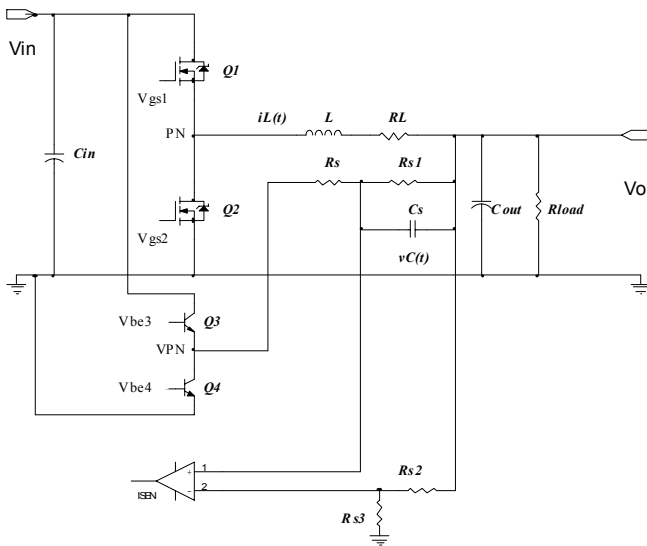 Vin
Q1
Vgs1
iL(t) L RL
PN
Cin
Rs Rs1
Vo
Q2
Cs
Cout Rload
Vgs2
vC(t)
Vbe3 Q3
VPN
Vbe4 Q4
Rs2
1
+
2
-
ISEN
Rs3